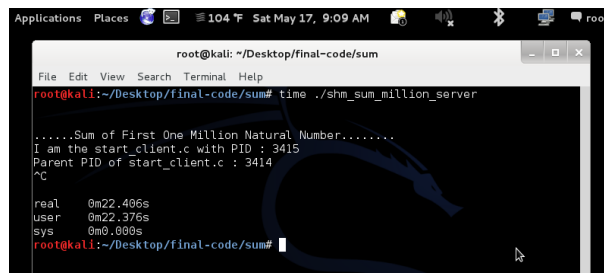 Applications Places 104 °F Sat May 17, 9:09 AM roo
root@kali: ~/Desktop/final-code/sum
File Edit View Search Terminal Help
root@kali:~/Desktop/final-code/sum# time ./shm_sum_million_server
......Sum of First One Million Natural Number........
I am the start_client.c with PID : 3415
Parent PID of start_client.c : 3414
^C
real 0m22.406s
user 0m22.376s
sys 0m0.000s
root@kali:~/Desktop/final-code/sum#